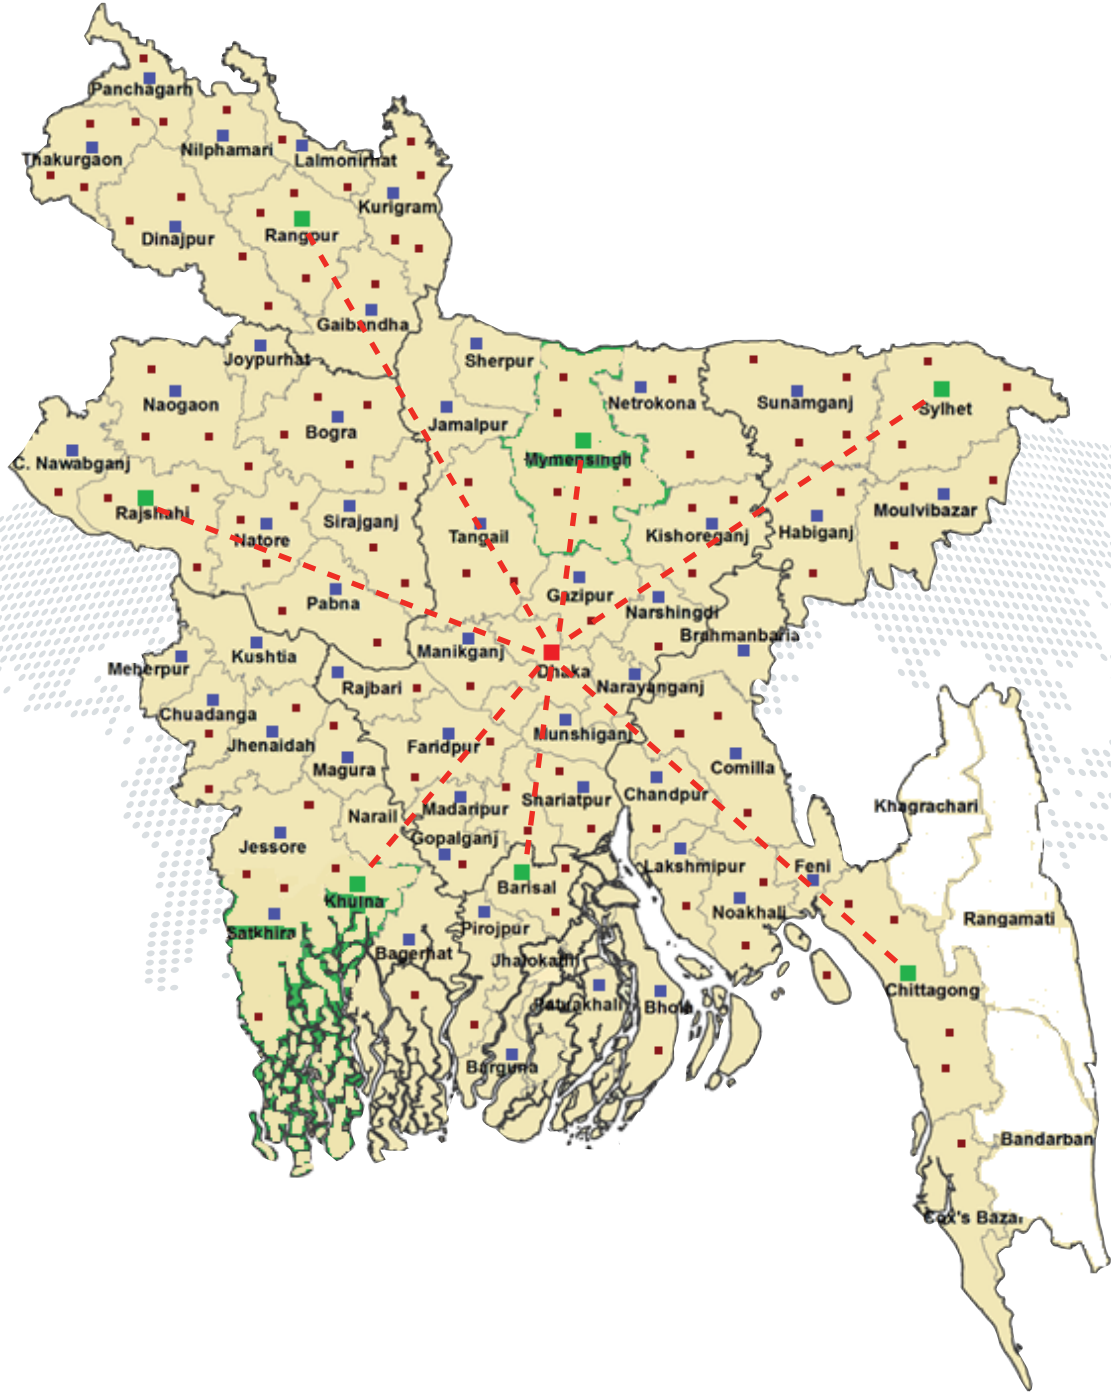 Panchagarh
Thakurgaon
Nilphamari
Lalmonirhat
Kurigram
Dinajpur
Rangpur
Gaibandha
Joypurhat
Sherpur
Naogaon
Bogra
Jamalpur
Netrokona
Sunamganj
Sylhet
C. Nawabganj
Mymensingh
Rajshahi
Natore
Sirajganj
Tangail
Kishoreganj
Habiganj
Moulvibazar
Pabna
Gazipur
Narshingdi
Brahmanbaria
Meherpur
Kushtia
Manikganj
Dhaka
Rajbari
Narayanganj
Chuadanga
Jhenaidah
Faridpur
Munshiganj
Magura
Comilla
Narail
Madaripur
Shariatpur
Chandpur
Khagrachari
Jessore
Gopalganj
Lakshmipur
Feni
Barisal
Khulna
Noakhali
Rangamati
Satkhira
Pirojpur
Bagerhat
Jhalokathi
Patuakhali
Bhola
Chittagong
Barguna
Bandarban
Cox's Bazar